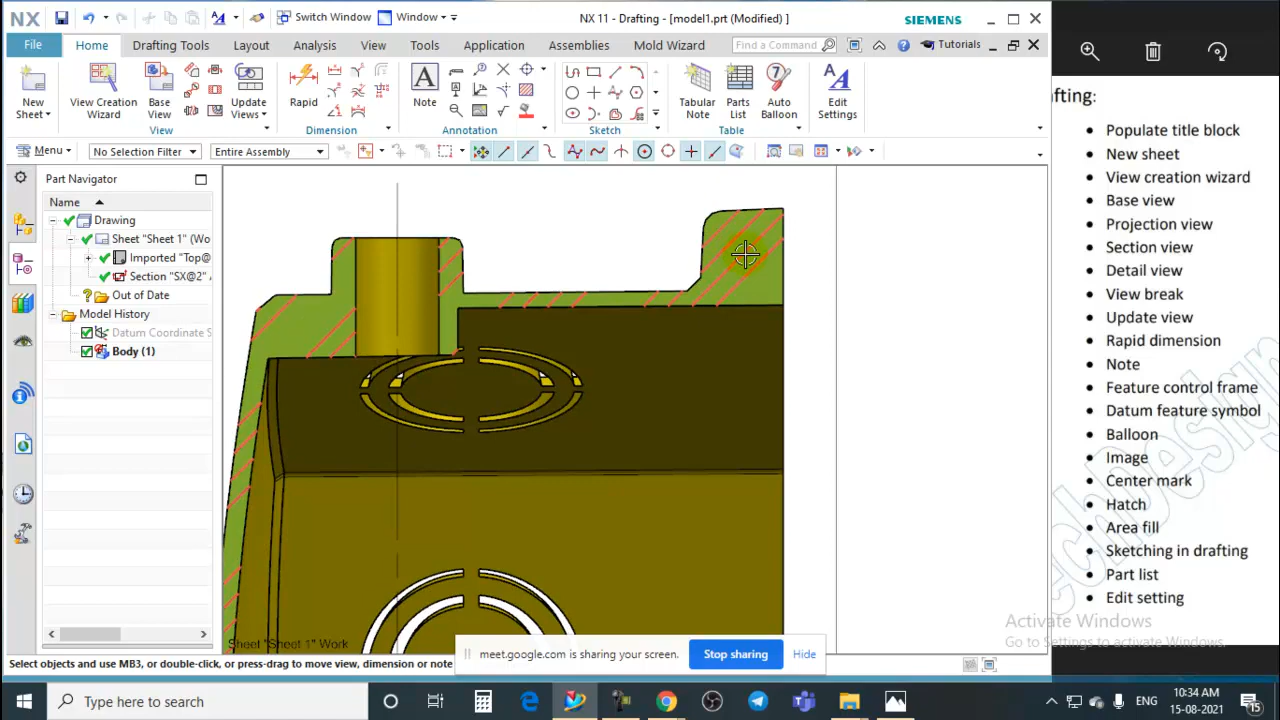 NX
Switch Window
Window
NX 11 - Drafting - [model1.prt (Modified) ]
SIEMENS
File
Home
Drafting Tools
Layout
Analysis
View
Tools
Application
Assemblies
Mold Wizard
Find a Command
Tutorials
New Sheet
View Creation Wizard
Base View
Update Views
Rapid
Note
Tabular Note
Parts List
Auto Balloon
Edit Settings
View
Dimension
Annotation
Sketch
Table
Menu
No Selection Filter
Entire Assembly
Part Navigator
Name
Drawing
Sheet "Sheet 1" (Wo
Imported "Top@
Section "SX@2"
Out of Date
Model History
Datum Coordinate S
Body (1)
Sheet "Sheet 1" Work
Select objects and use MB3, or double-click, or press-drag to move view, dimension or note
meet.google.com is sharing your screen.
Stop sharing
Hide
afting:
• Populate title block
• New sheet
• View creation wizard
• Base view
• Projection view
• Section view
• Detail view
• View break
• Update view
• Rapid dimension
• Note
• Feature control frame
• Datum feature symbol
• Balloon
• Image
• Center mark
• Hatch
• Area fill
• Sketching in drafting
• Part list
• Edit setting
Activate Windows
Go to Settings to activate Windows.
Type here to search
ENG
10:34 AM
15-08-2021
15